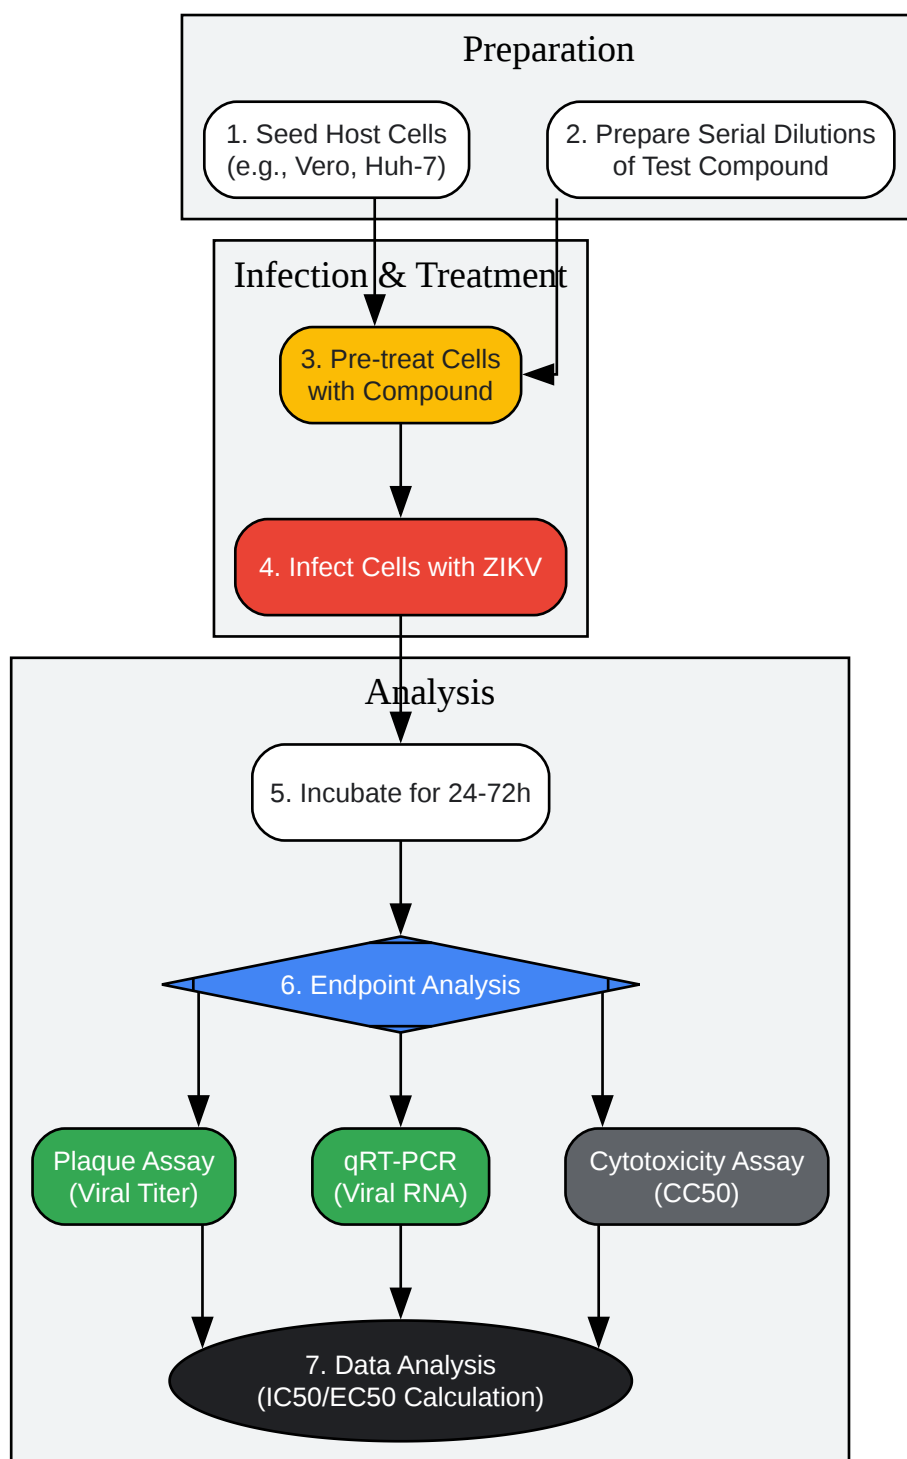 Preparation
1. Seed Host Cells
(e.g., Vero, Huh-7)
2. Prepare Serial Dilutions
of Test Compound
Infection & Treatment
3. Pre-treat Cells
with Compound
4. Infect Cells with ZIKV
Analysis
5. Incubate for 24-72h
6. Endpoint Analysis
Plaque Assay
(Viral Titer)
qRT-PCR
(Viral RNA)
Cytotoxicity Assay
(CC50)
7. Data Analysis
(IC50/EC50 Calculation)